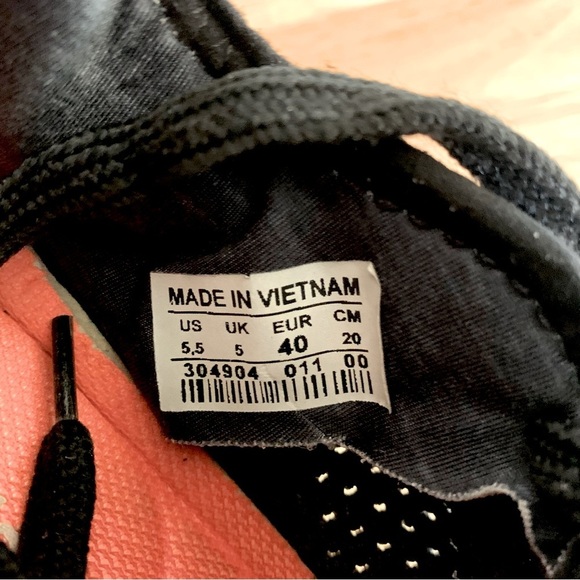 MADE IN VIETNAM
US UK EUR CM
5,5 5 40 20
304904 011 00